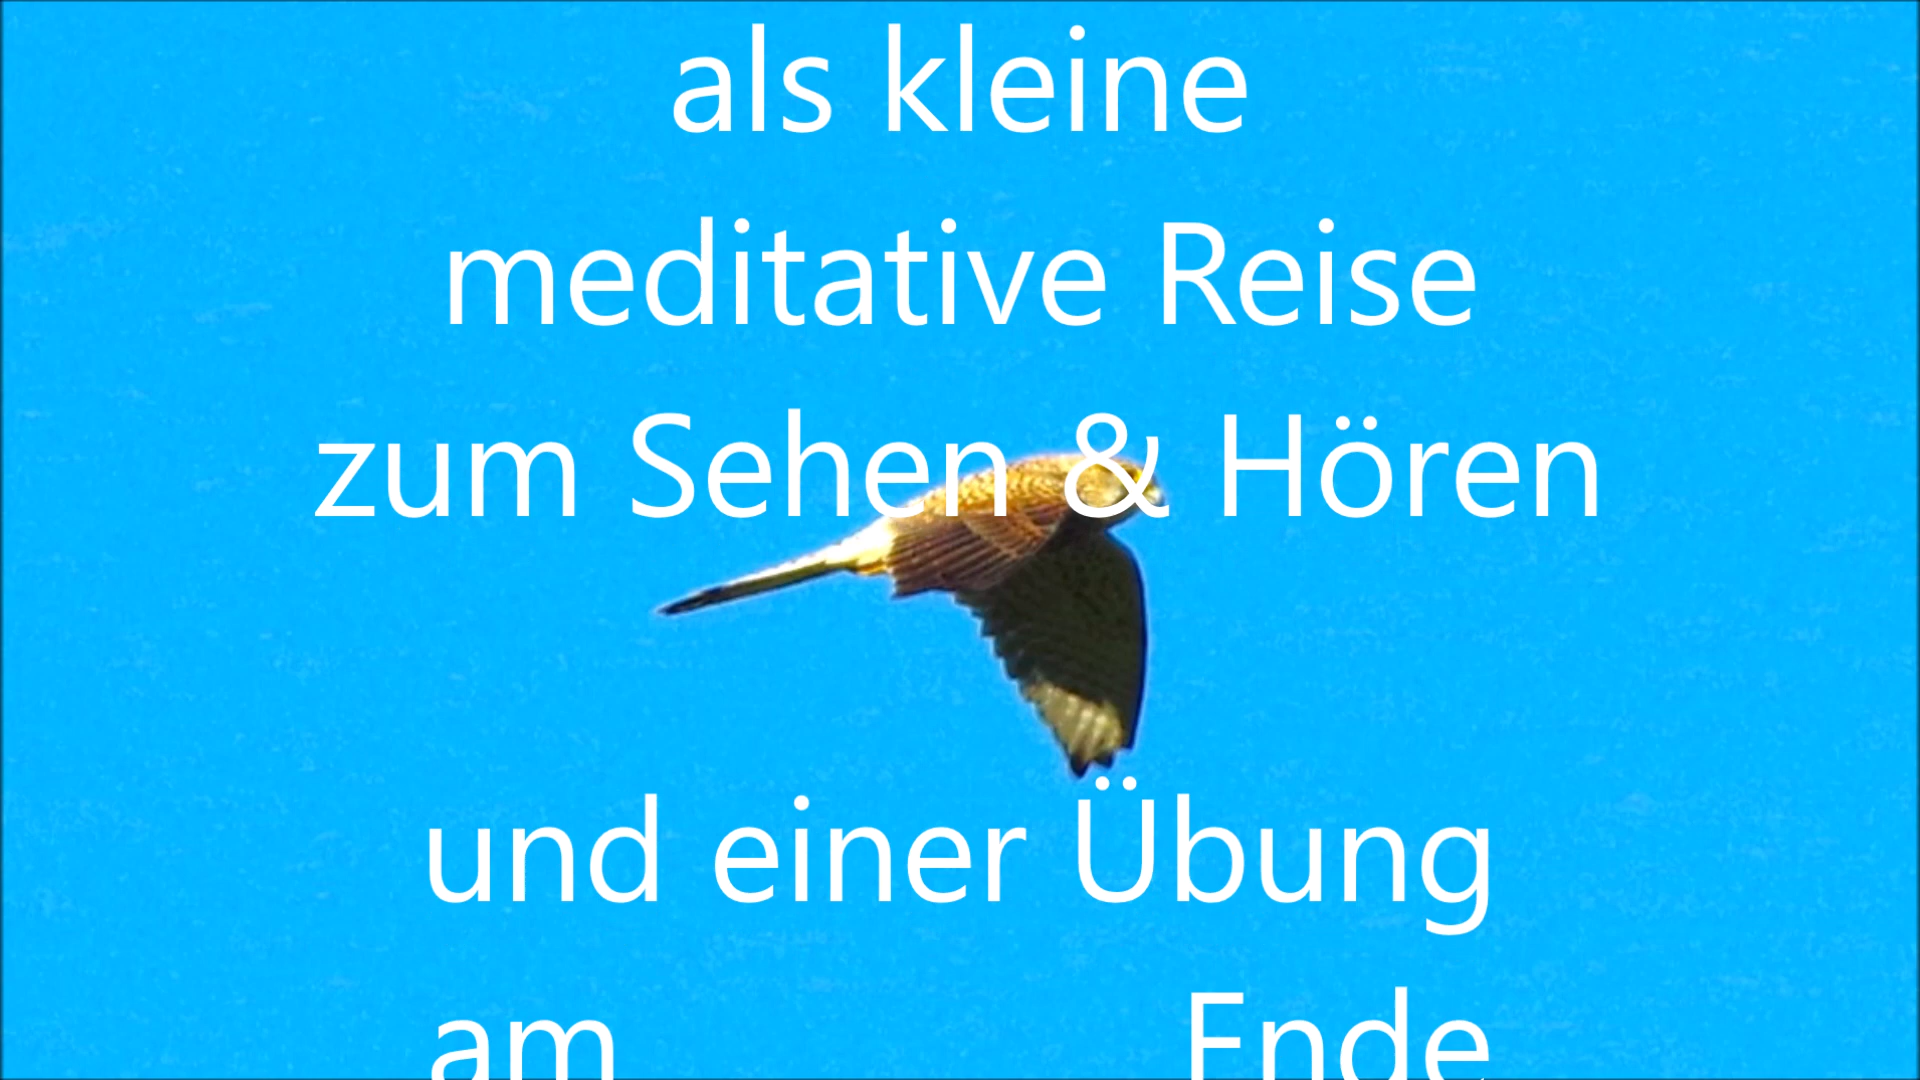 als kleine
meditative Reise
zum Sehen & Hören
und einer Übung
am Ende